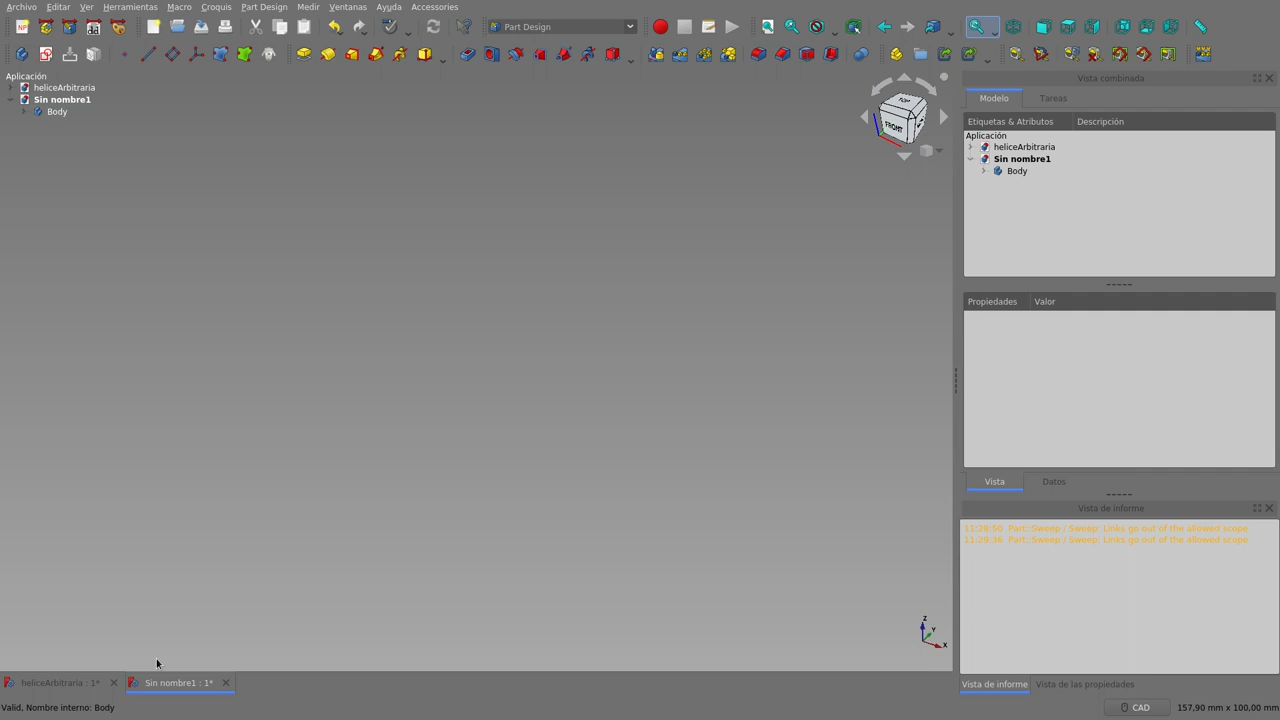 Archivo Editar Ver Herramientas Macro Croquis Part Design Medir Ventanas Ayuda Accessories
Part Design
Aplicación
heliceArbitraria
Sin nombre1
Body
TOP
FRONT
Z
Y
X
Vista combinada
Modelo Tareas
Etiquetas & Atributos Descripción
Aplicación
heliceArbitraria
Sin nombre1
Body
Propiedades Valor
Vista Datos
Vista de informe
11:28:50 Part::Sweep / Sweep: Links go out of the allowed scope
11:29:36 Part::Sweep / Sweep: Links go out of the allowed scope
heliceArbitraria : 1* Sin nombre1 : 1*
Vista de informe Vista de las propiedades
Valid, Nombre interno: Body
CAD 157,90 mm x 100,00 mm